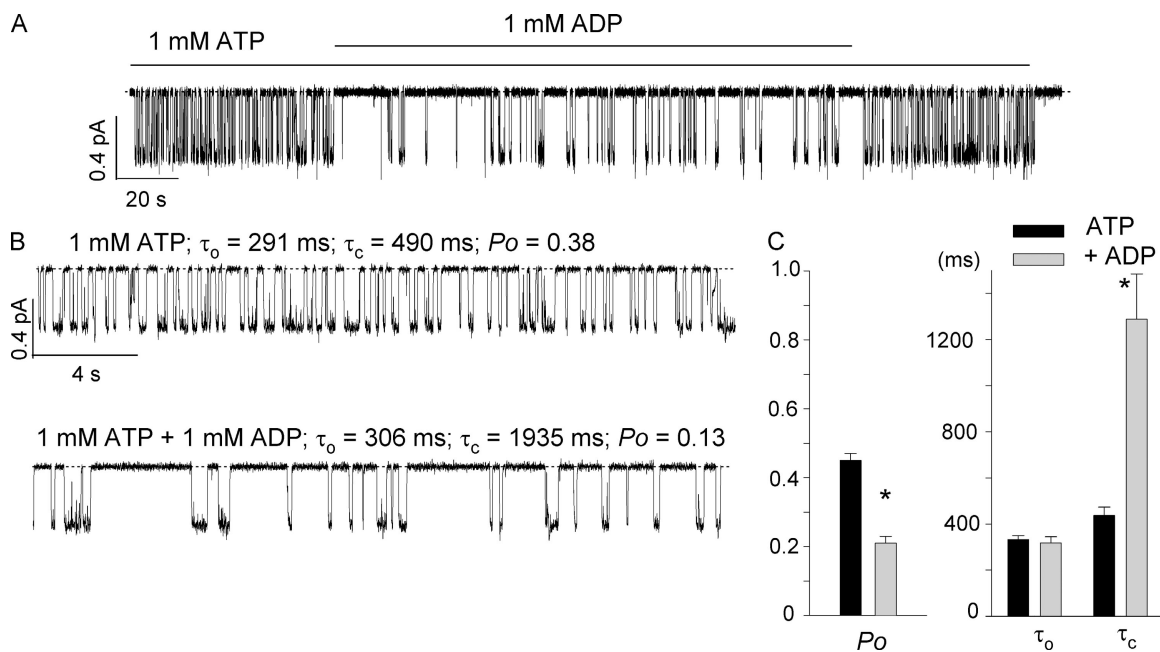 A
1 mM ATP
1 mM ADP
0.4 pA
20 s
B
1 mM ATP; τo = 291 ms; τc = 490 ms; Po = 0.38
0.4 pA
4 s
1 mM ATP + 1 mM ADP; τo = 306 ms; τc = 1935 ms; Po = 0.13
C
ATP
+ ADP
1.0
0.8
0.6
0.4
0.2
0
*
Po
(ms)
1200
800
400
0
*
τo
τc